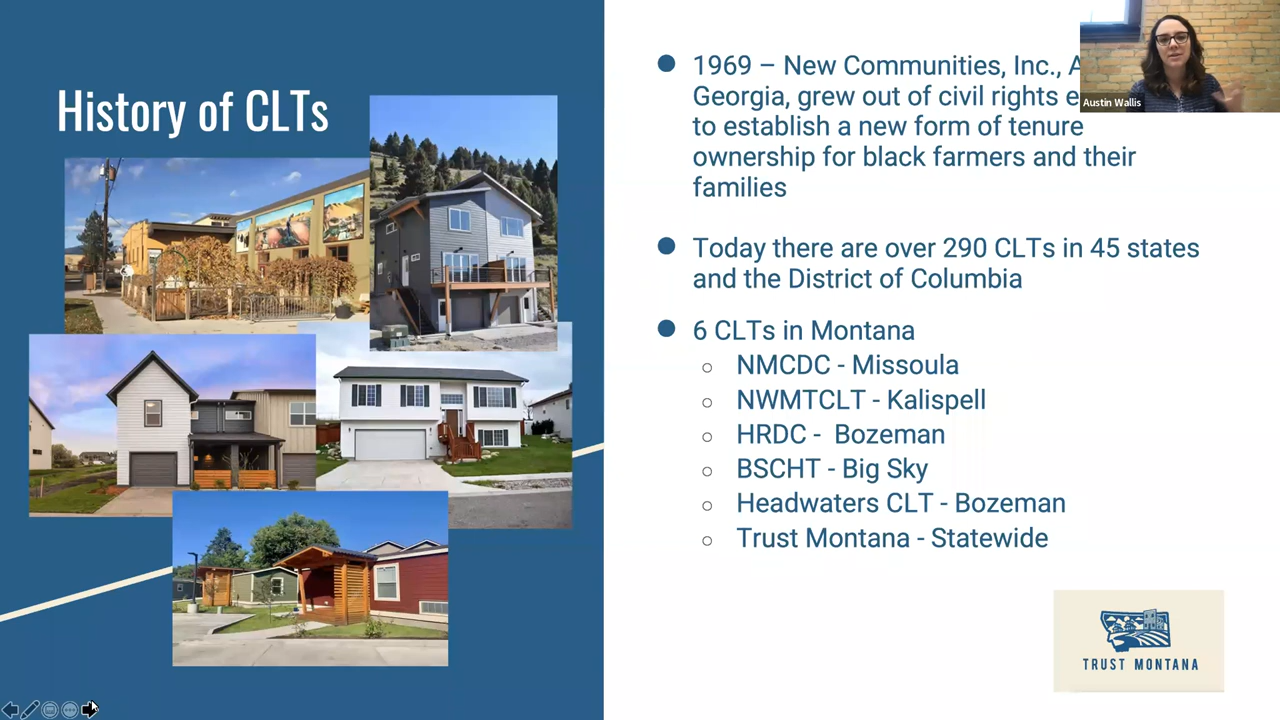 History of CLTs
1969 – New Communities, Inc.,
Georgia, grew out of civil rights
to establish a new form of tenure
ownership for black farmers and their
families
Today there are over 290 CLTs in 45 states
and the District of Columbia
6 CLTs in Montana
NMCDC - Missoula
NWMTCLT - Kalispell
HRDC - Bozeman
BSCHT - Big Sky
Headwaters CLT - Bozeman
Trust Montana - Statewide
Austin Wallis
TRUST MONTANA